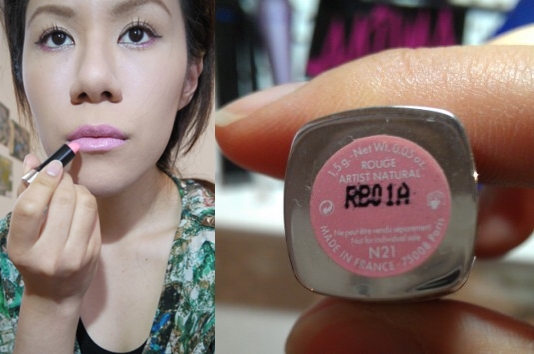 1,5g - Net Wt. 0.05 oz.
ROUGE
ARTIST NATURAL
RB01A
Ne peut être vendu séparément
Not for individual sale
N21
MADE IN FRANCE - 75008 Paris